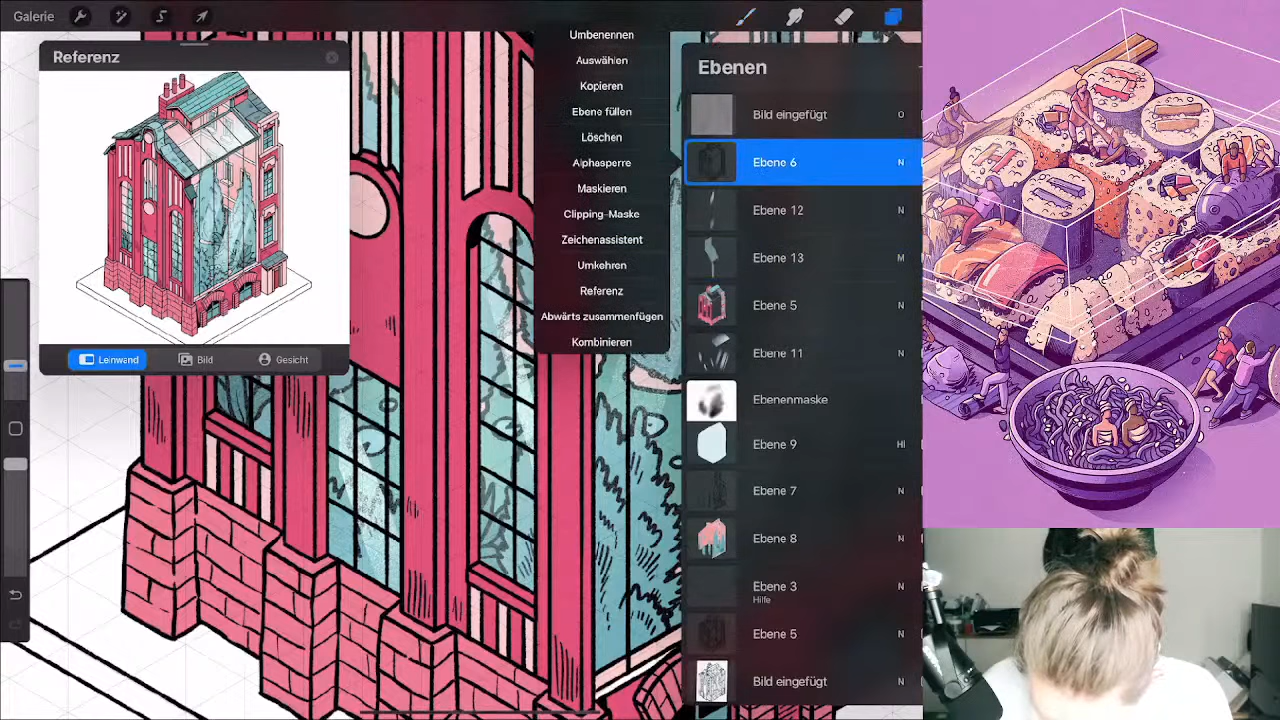 Galerie
Referenz
Leinwand
Bild
Gesicht
Umbenennen
Auswählen
Kopieren
Ebene füllen
Löschen
Alphasperre
Maskieren
Clipping-Maske
Zeichenassistent
Umkehren
Referenz
Abwärts zusammenfügen
Kombinieren
Ebenen
Bild eingefügt O
Ebene 6 N
Ebene 12 N
Ebene 13 M
Ebene 5 N
Ebene 11 N
Ebenenmaske
Ebene 9 HI
Ebene 7 N
Ebene 8 N
Ebene 3 N
Hilfe
Ebene 5 N
Bild eingefügt N